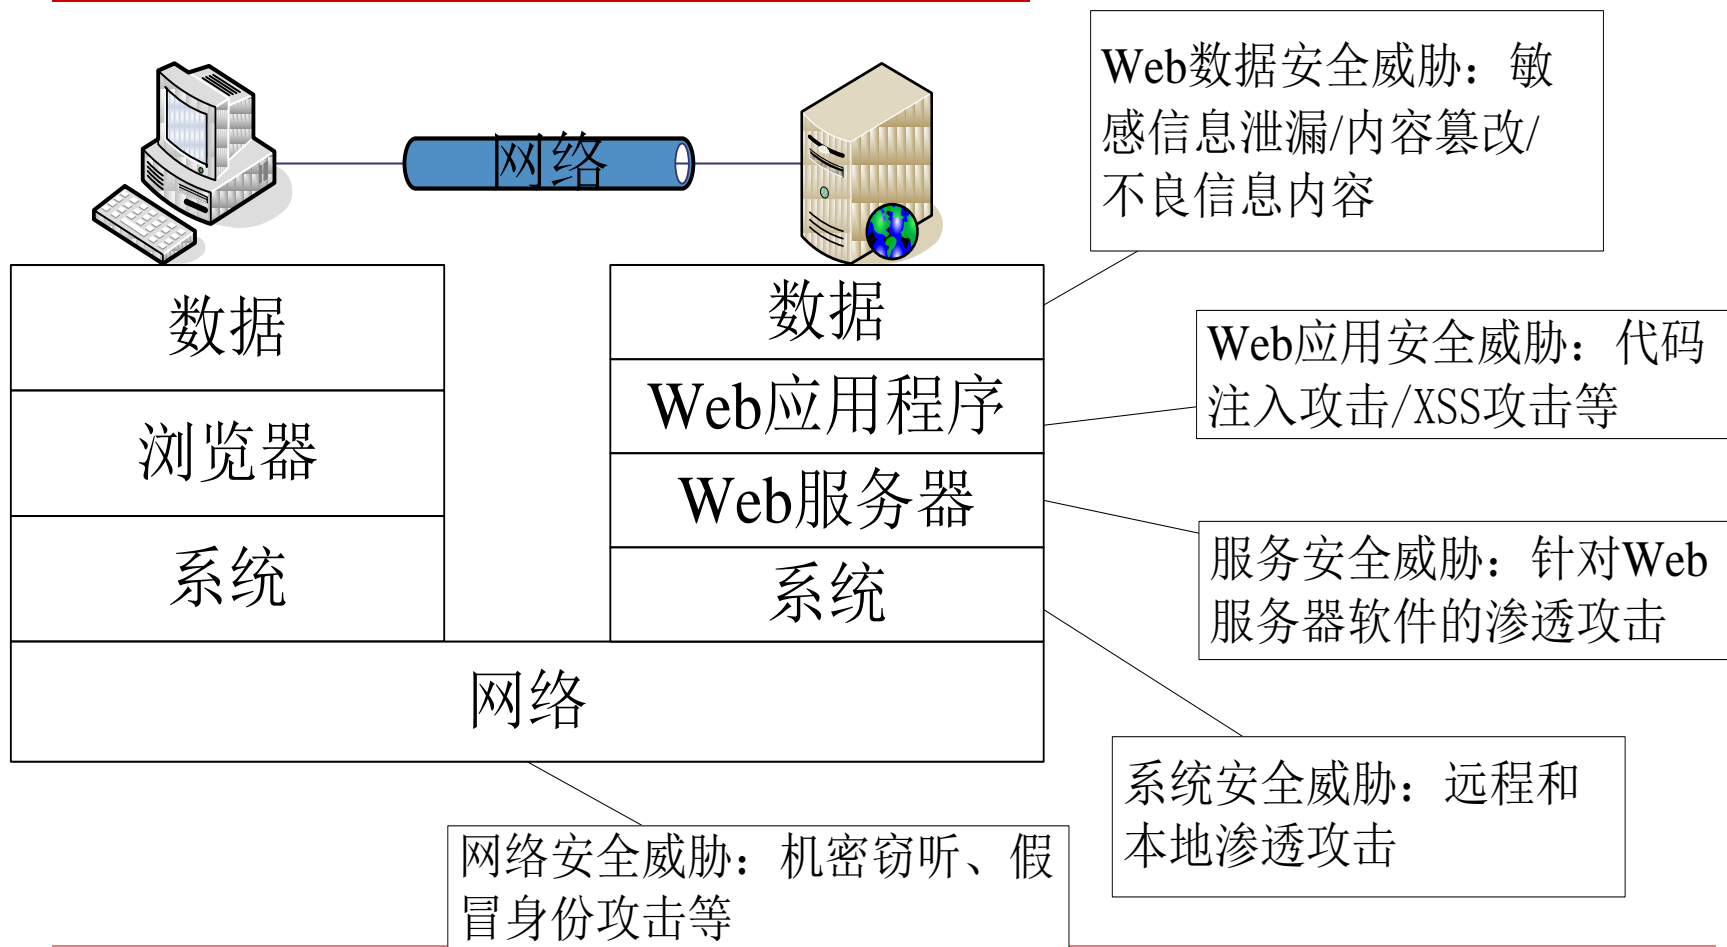 Web数据安全威胁：敏
感信息泄漏/内容篡改/
不良信息内容
网络
数据
浏览器
系统
数据
Web应用程序
Web服务器
系统
网络
Web应用安全威胁：代码
注入攻击/XSS攻击等
服务安全威胁：针对Web
服务器软件的渗透攻击
系统安全威胁：远程和
本地渗透攻击
网络安全威胁：机密窃听、假
冒身份攻击等